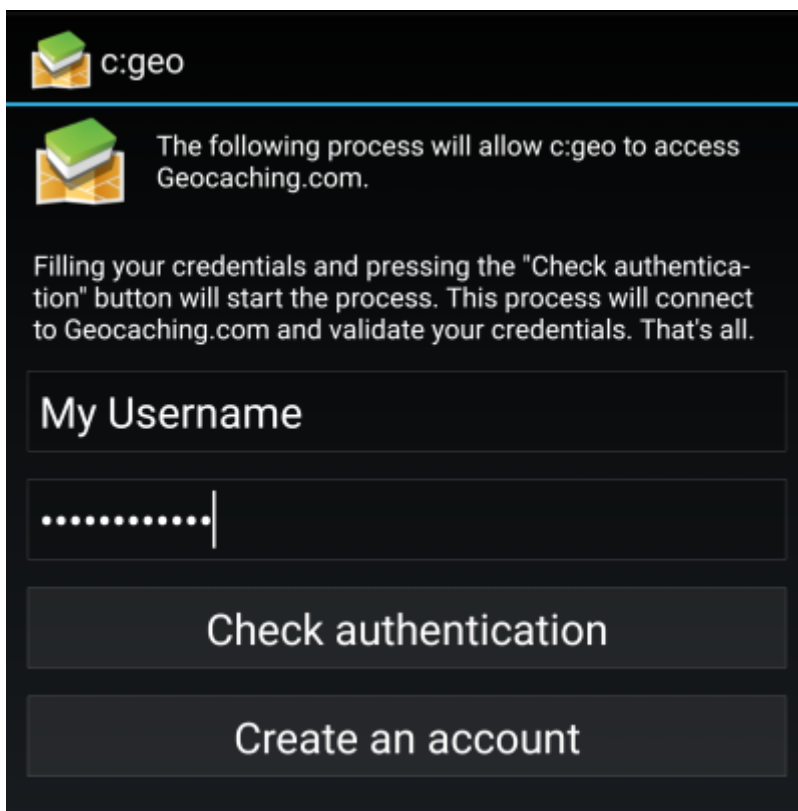 c:geo
The following process will allow c:geo to access
Geocaching.com.
Filling your credentials and pressing the "Check authentica-
tion" button will start the process. This process will connect
to Geocaching.com and validate your credentials. That's all.
My Username
••••••••••••
Check authentication
Create an account